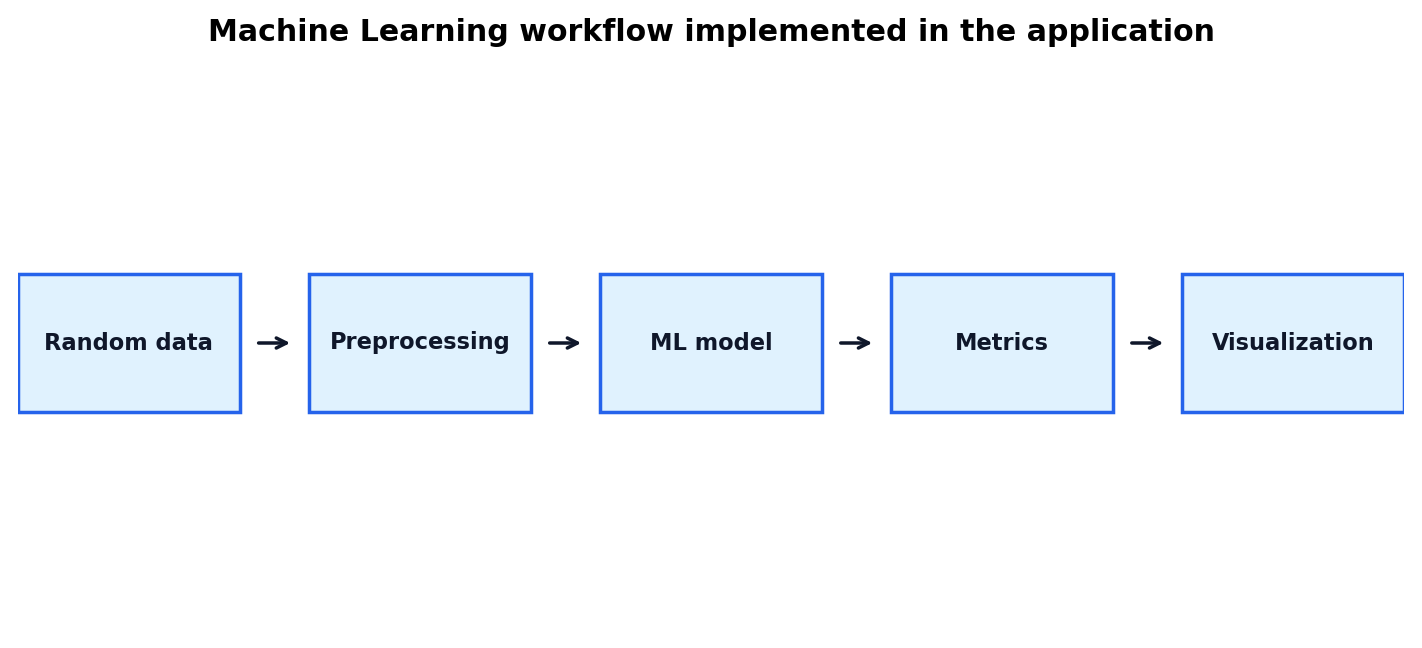 Machine Learning workflow implemented in the application
Random data
Preprocessing
ML model
Metrics
Visualization